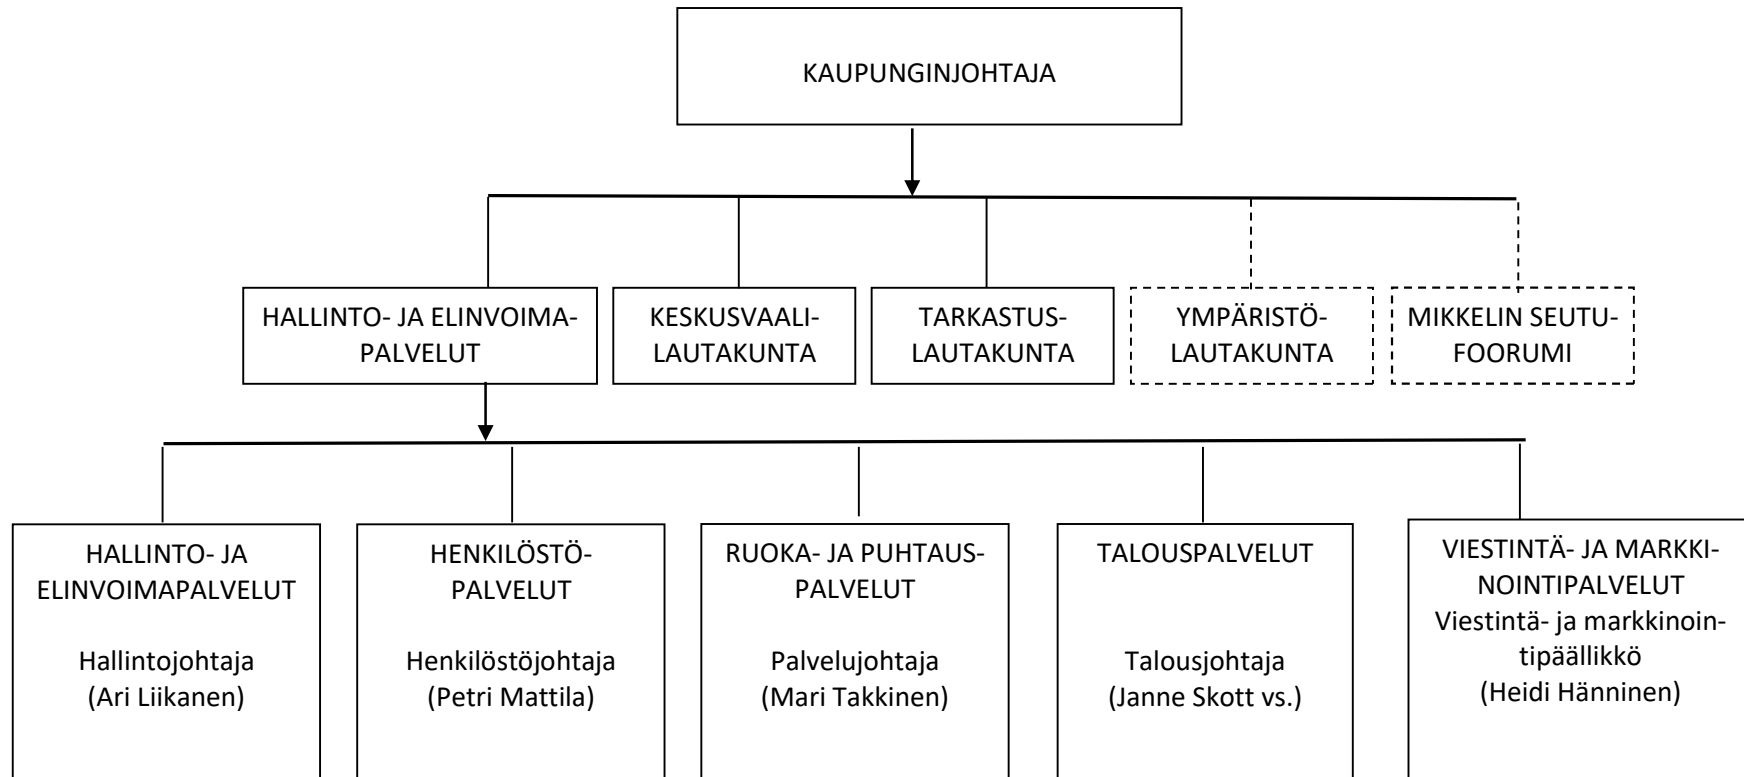 KAUPUNGINJOHTAJA
HALLINTO- JA ELINVOIMA-
PALVELUT
KESKUSVAALI-
LAUTAKUNTA
TARKASTUS-
LAUTAKUNTA
YMPÄRISTÖ-
LAUTAKUNTA
MIKKELIN SEUTU-
FOORUMI
HALLINTO- JA
ELINVOIMAPALVELUT
Hallintojohtaja
(Ari Liikanen)
HENKILÖSTÖ-
PALVELUT
Henkilöstöjohtaja
(Petri Mattila)
RUOKA- JA PUHTAUS-
PALVELUT
Palvelujohtaja
(Mari Takkinen)
TALOUSPALVELUT
Talousjohtaja
(Janne Skott vs.)
VIESTINTÄ- JA MARKKI-
NOINTIPALVELUT
Viestintä- ja markkinoin-
tipäällikkö
(Heidi Hänninen)